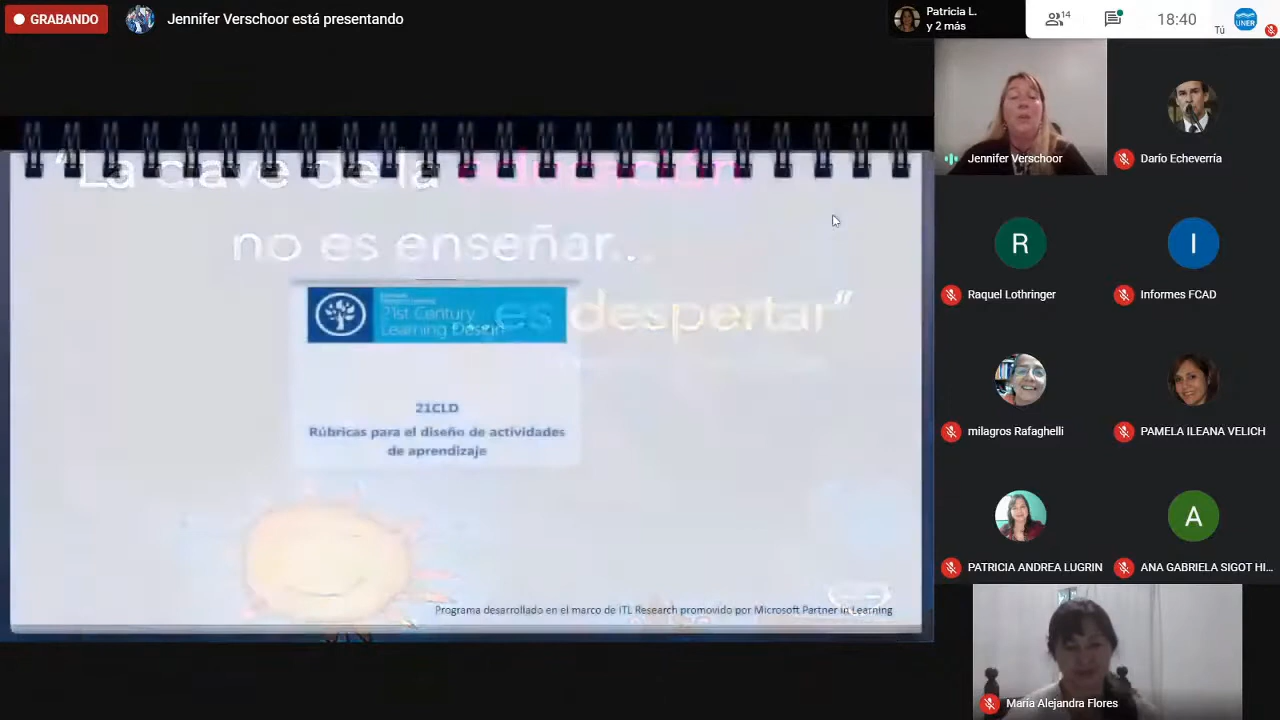 GRABANDO
Jennifer Verschoor está presentando
Patricia L.
y 2 más
14
18:40
Tú
UNER
"La clave de la educación
no es enseñar...
...es despertar"
21st Century
Learning Design
21CLD
Rúbricas para el diseño de actividades
de aprendizaje
Programa desarrollado en el marco de ITL Research promovido por Microsoft Partner in Learning
Jennifer Verschoor
Darío Echeverría
R
Raquel Lothringer
I
Informes FCAD
milagros Rafaghelli
PAMELA ILEANA VELICH
PATRICIA ANDREA LUGRIN
A
ANA GABRIELA SIGOT HI...
María Alejandra Flores